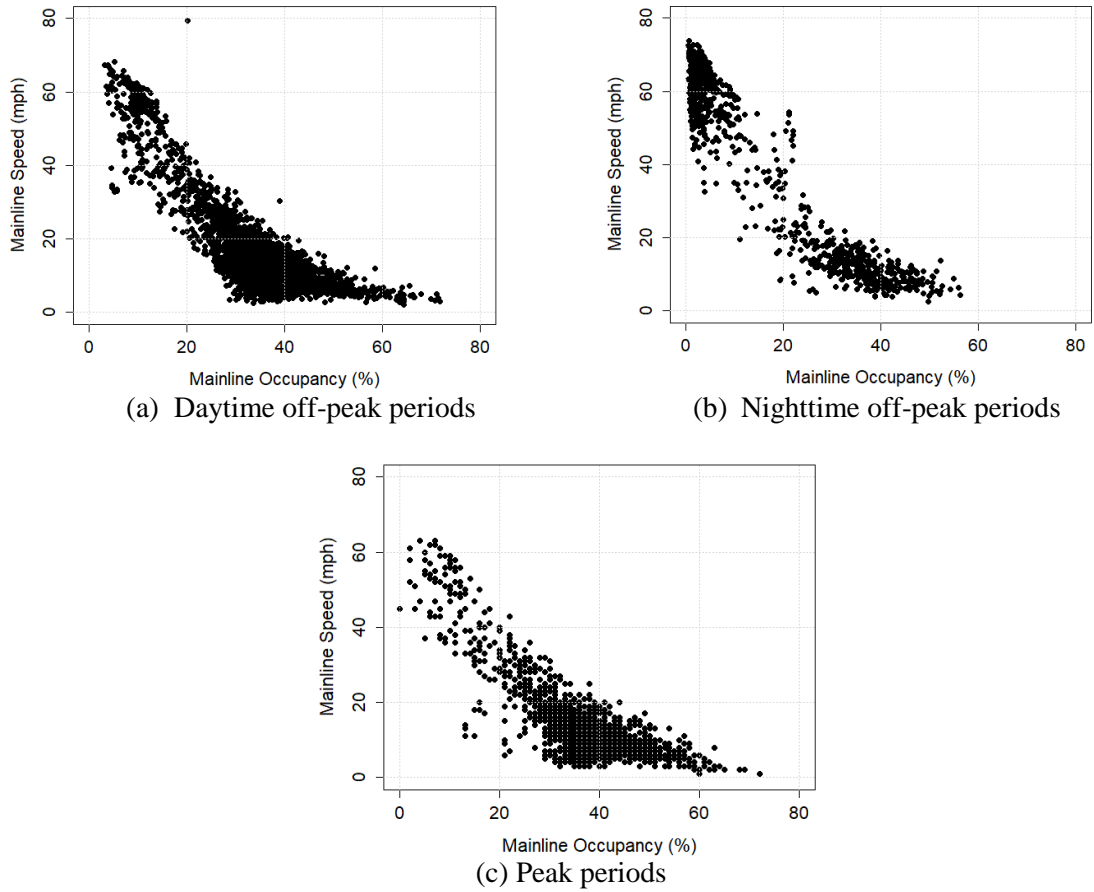 80
60
40
20
0
Mainline Speed (mph)
0 20 40 60 80
Mainline Occupancy (%)
(a) Daytime off-peak periods
80
60
40
20
0
Mainline Speed (mph)
0 20 40 60 80
Mainline Occupancy (%)
(b) Nighttime off-peak periods
80
60
40
20
0
Mainline Speed (mph)
0 20 40 60 80
Mainline Occupancy (%)
(c) Peak periods